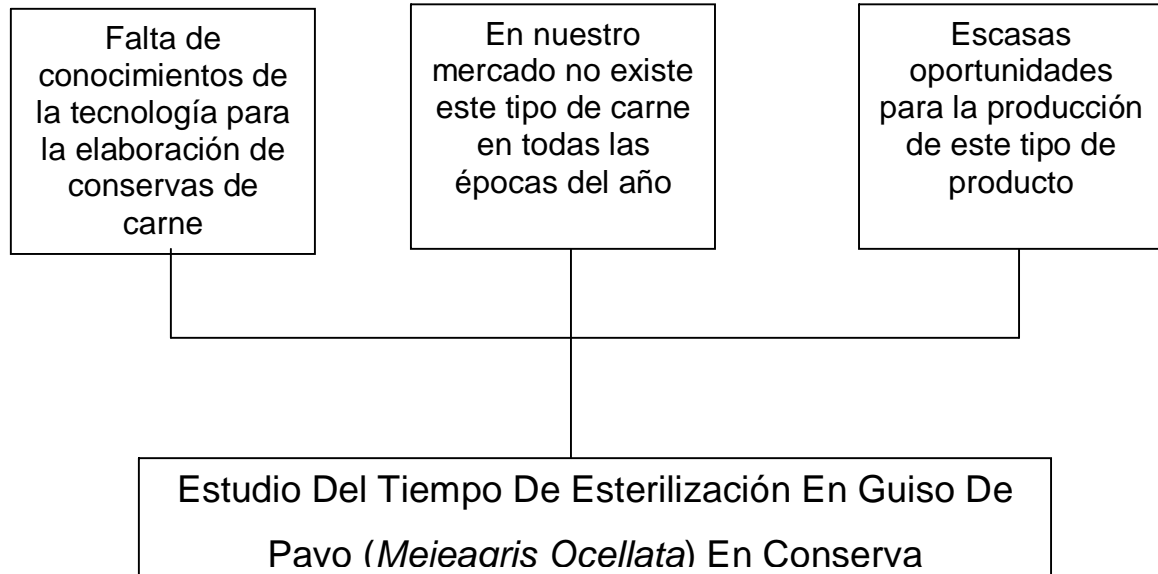 Falta de
conocimientos de
la tecnología para
la elaboración de
conservas de
carne
En nuestro
mercado no existe
este tipo de carne
en todas las
épocas del año
Escasas
oportunidades
para la producción
de este tipo de
producto
Estudio Del Tiempo De Esterilización En Guiso De
Pavo (Mejeagris Ocellata) En Conserva